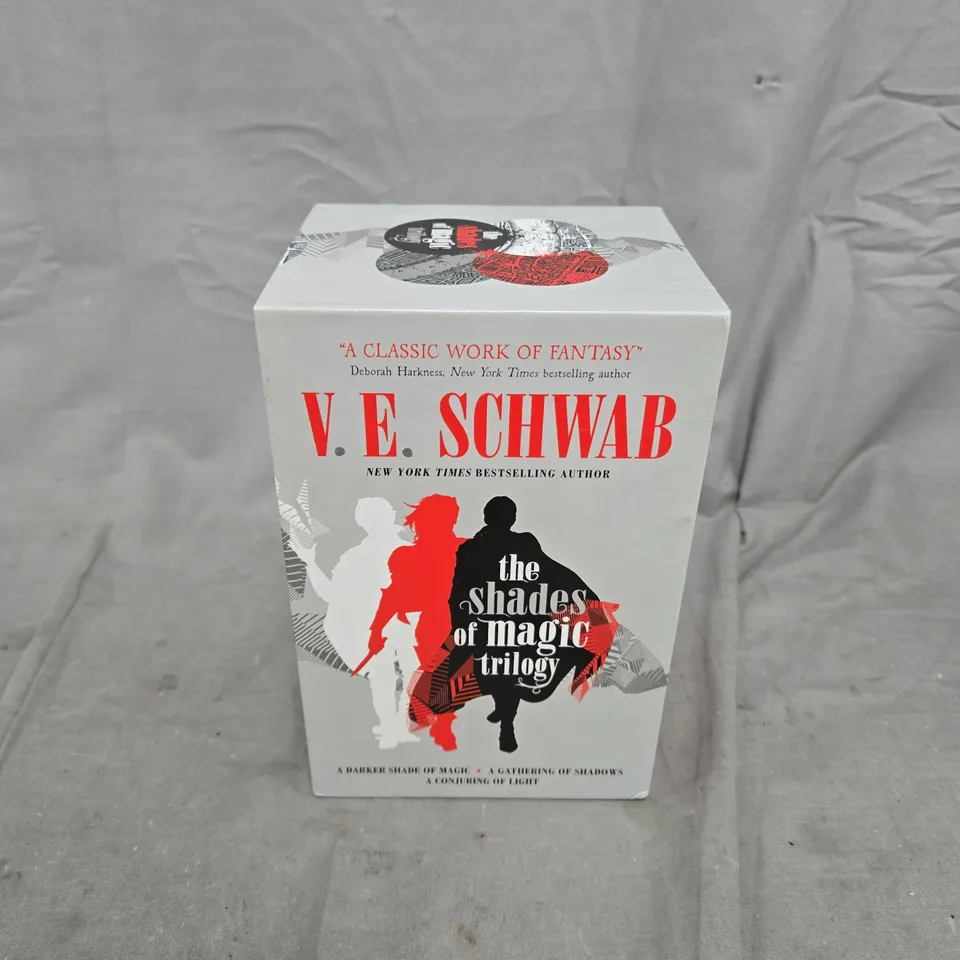 "A CLASSIC WORK OF FANTASY"
Deborah Harkness, New York Times bestselling author
V. E. SCHWAB
NEW YORK TIMES BESTSELLING AUTHOR
the
shades
of magic
trilogy
A DARKER SHADE OF MAGIC * A GATHERING OF SHADOWS
A CONJURING OF LIGHT